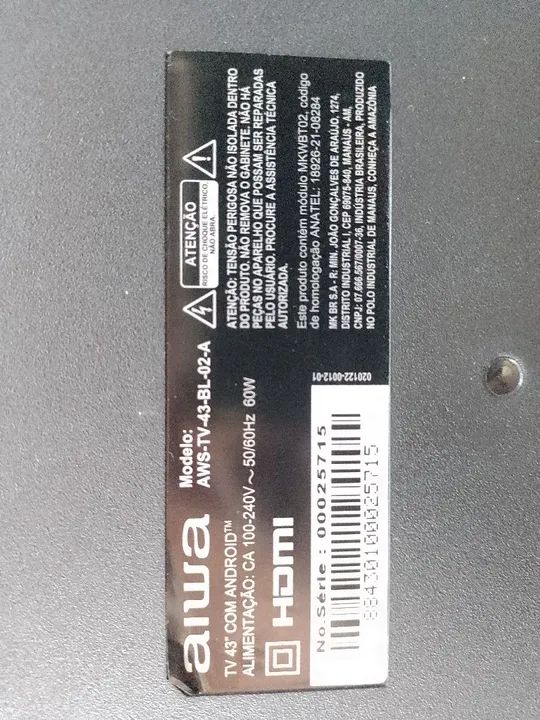 aiwa
Modelo:
AWS-TV-43-BL-02-A
TV 43" COM ANDROID™
ALIMENTAÇÃO: CA 100-240V~50/60Hz 60W
HDMI
ATENÇÃO
RISCO DE CHOQUE ELÉTRICO,
NÃO ABRA.
ATENÇÃO: TENSÃO PERIGOSA NÃO ISOLADA DENTRO
DO PRODUTO. NÃO REMOVA O GABINETE. NÃO HÁ
PEÇAS NO APARELHO QUE POSSAM SER REPARADAS
PELO USUARIO. PROCURE A ASSISTÊNCIA TÉCNICA
AUTORIZADA.
Este produto contém módulo MKWBT02, código
de homologação ANATEL: 18926-21-08284
MK BR S.A - R: MIN. JOÃO GONÇALVES DE ARAÚJO, 1274,
DISTRITO INDUSTRIAL I, CEP 69075-840, MANAUS - AM,
CNPJ: 07.666.567/0007-36, INDÚSTRIA BRASILEIRA, PRODUZIDO
NO POLO INDUSTRIAL DE MANAUS, CONHEÇA A AMAZÔNIA
020122-0012-01
No.Série : 00025715
88430100025715